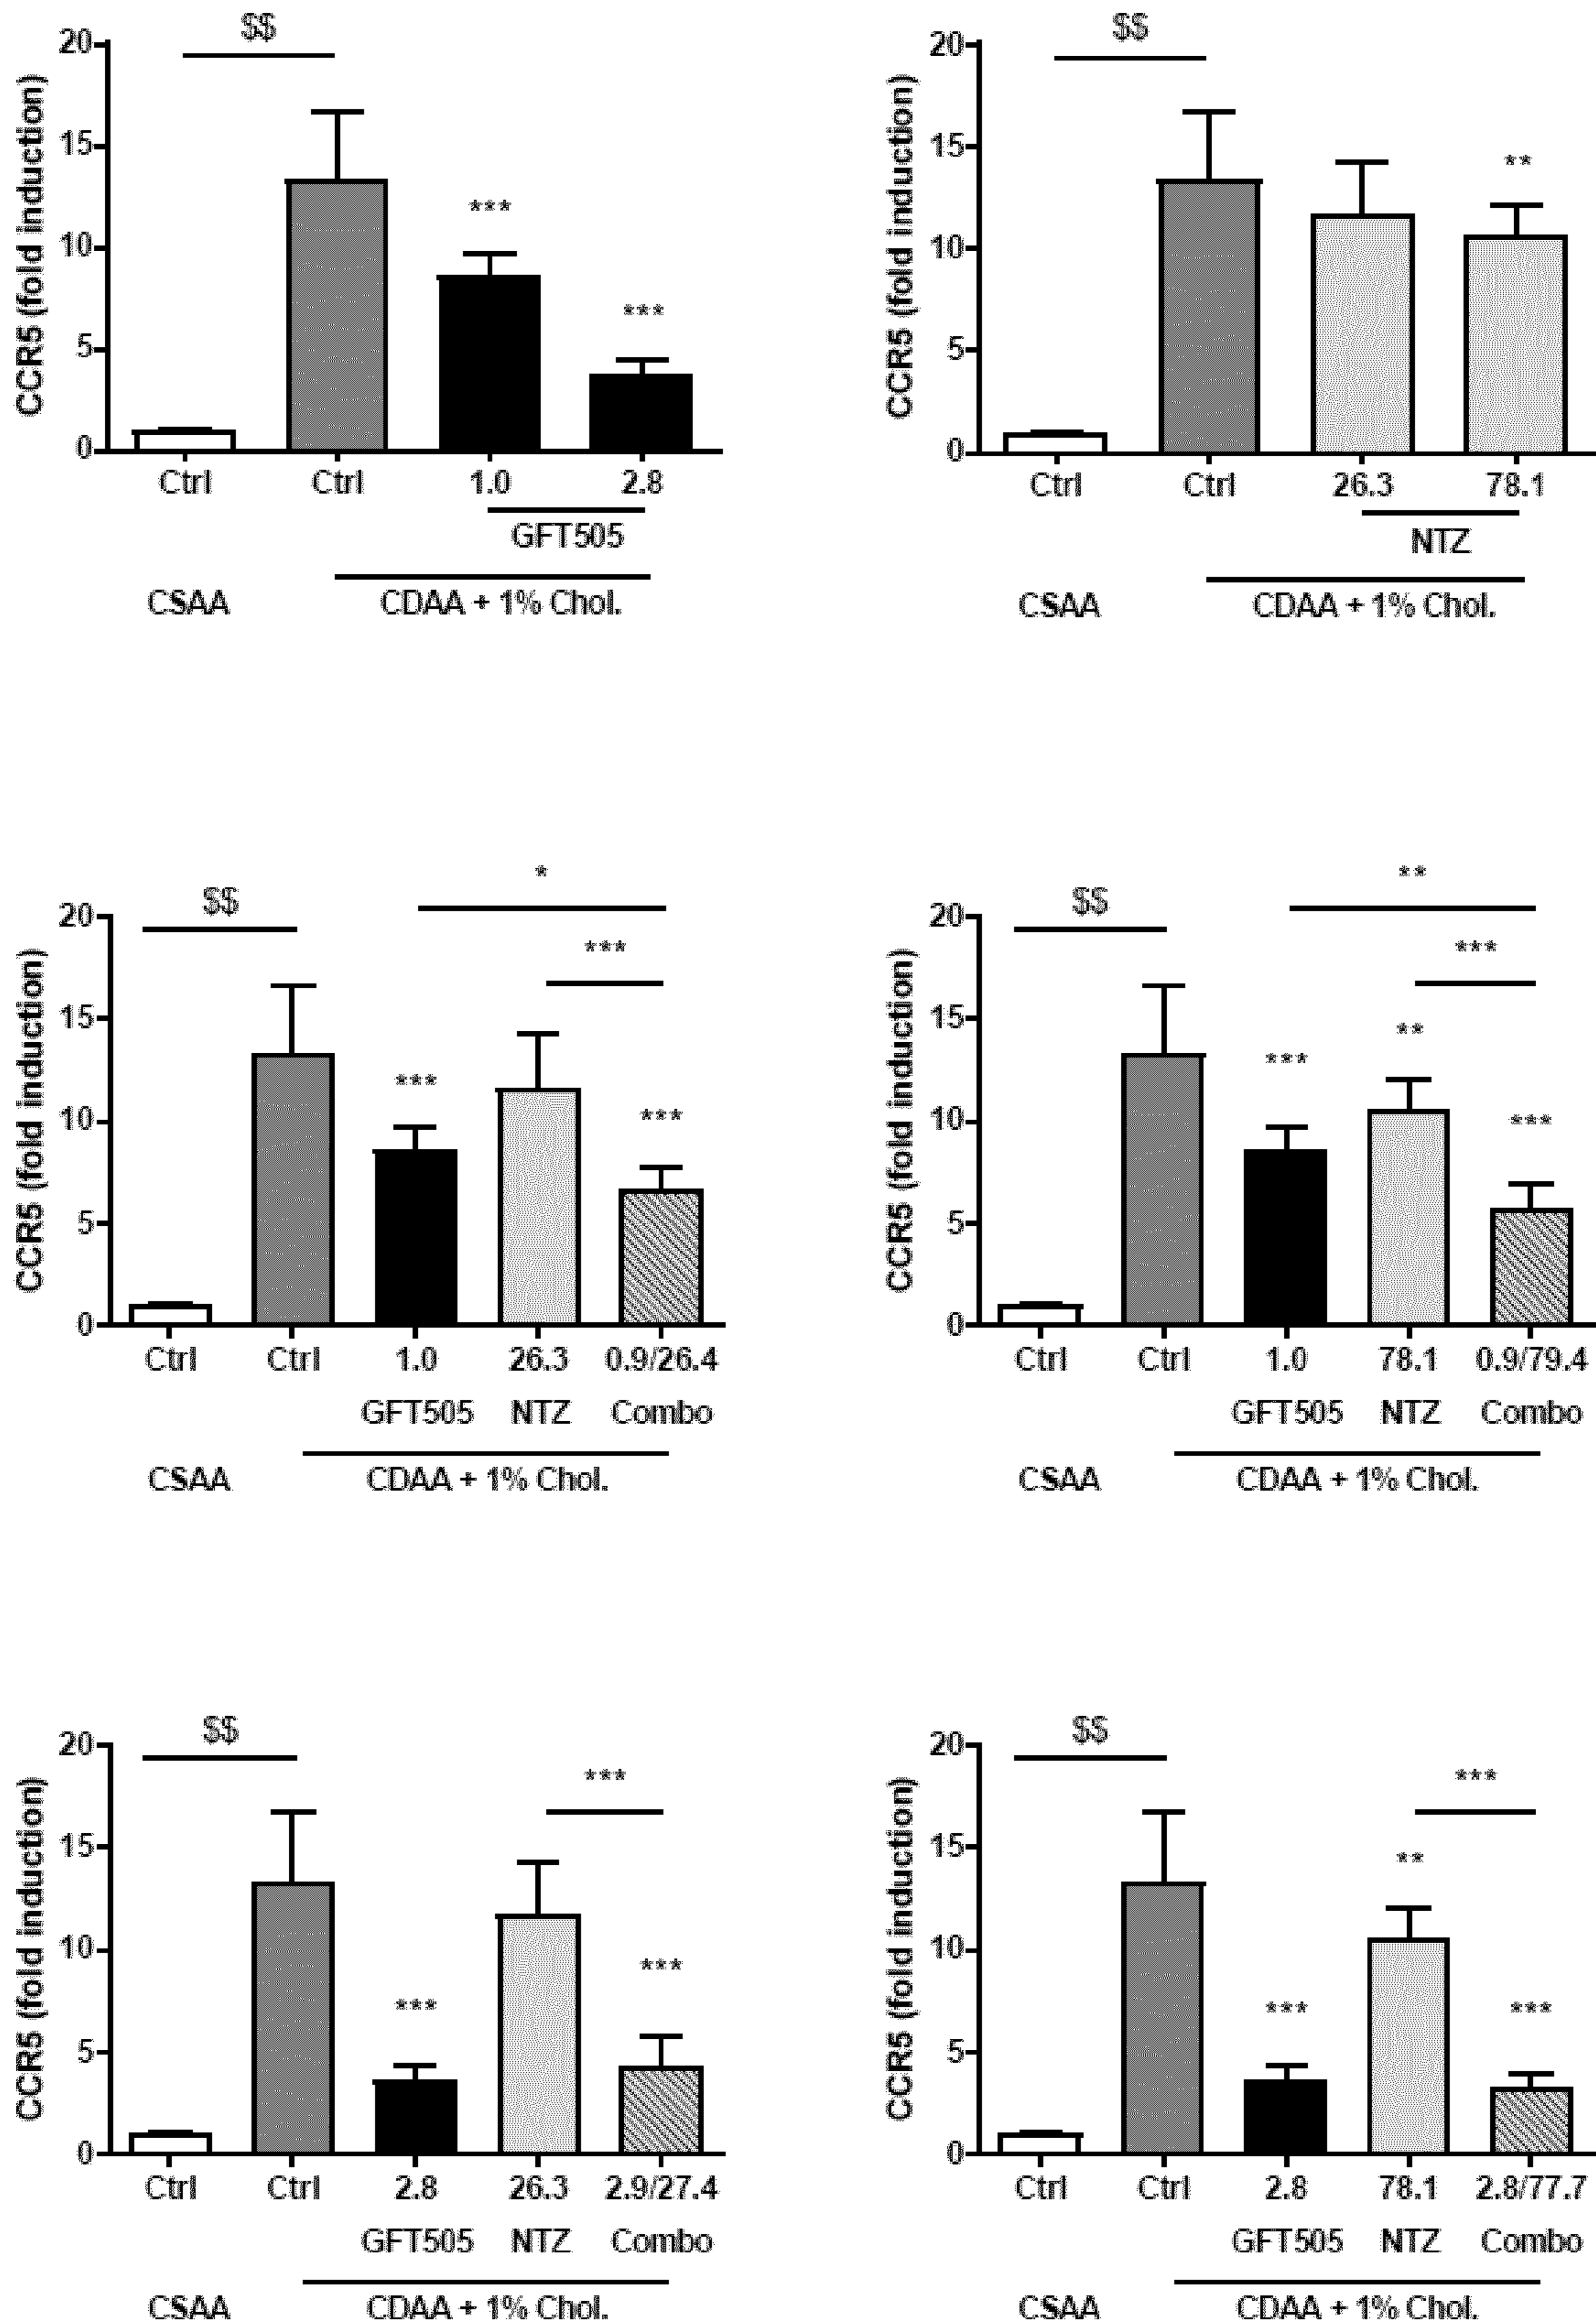 $$
CCR5 (fold induction)
20
15
10
5
0
***
***
Ctrl Ctrl 1.0 2.8
GFT505
CSAA CDAA + 1% Chol.
$$
CCR5 (fold induction)
20
15
10
5
0
**
Ctrl Ctrl 26.3 78.1
NTZ
CSAA CDAA + 1% Chol.
*
$$
***
CCR5 (fold induction)
20
15
10
5
0
***
***
Ctrl Ctrl 1.0 26.3 0.9/26.4
GFT505 NTZ Combo
CSAA CDAA + 1% Chol.
**
$$
***
CCR5 (fold induction)
20
15
10
5
0
**
***
***
Ctrl Ctrl 1.0 78.1 0.9/79.4
GFT505 NTZ Combo
CSAA CDAA + 1% Chol.
$$
***
CCR5 (fold induction)
20
15
10
5
0
***
***
Ctrl Ctrl 2.8 26.3 2.9/27.4
GFT505 NTZ Combo
CSAA CDAA + 1% Chol.
$$
***
CCR5 (fold induction)
20
15
10
5
0
**
*** ***
Ctrl Ctrl 2.8 78.1 2.8/77.7
GFT505 NTZ Combo
CSAA CDAA + 1% Chol.